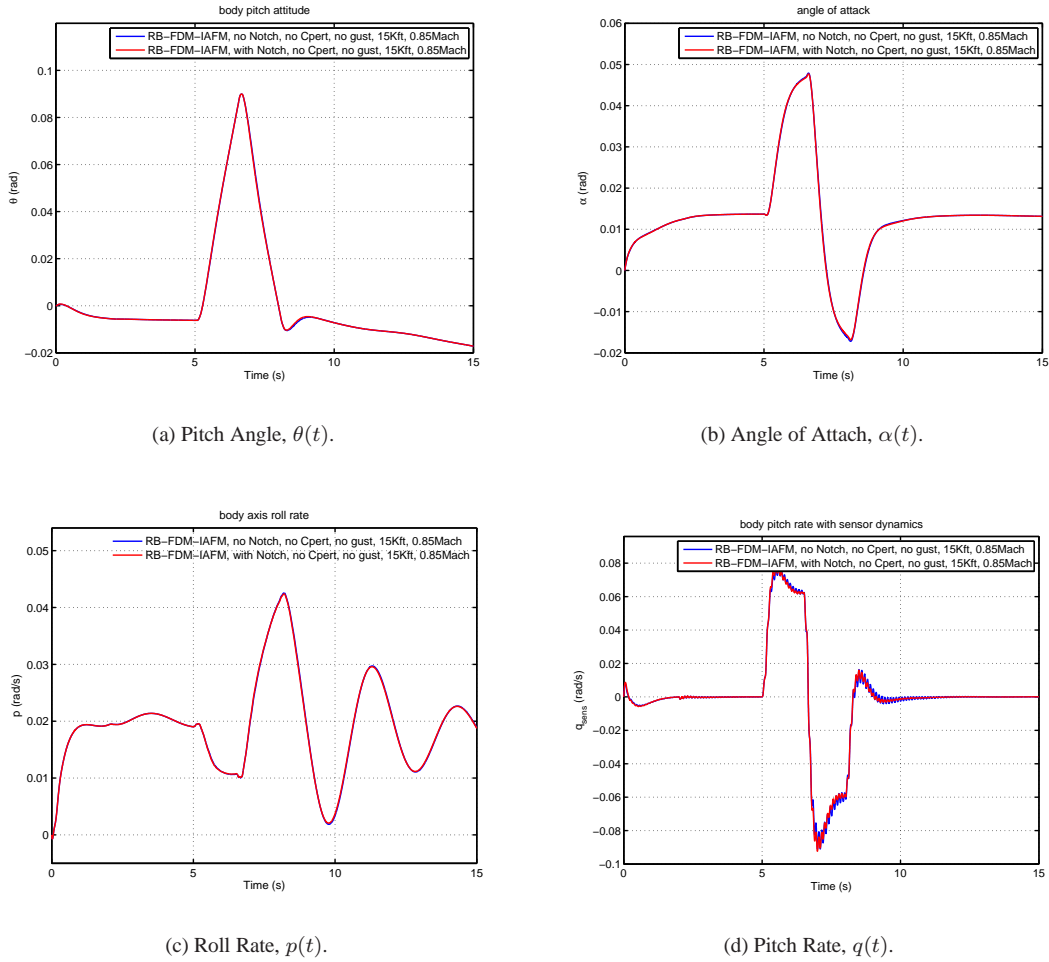 body pitch attitude
RB−FDM−IAFM, no Notch, no Cpert, no gust, 15Kft, 0.85Mach
RB−FDM−IAFM, with Notch, no Cpert, no gust, 15Kft, 0.85Mach
0.1
0.08
0.06
0.04
0.02
0
−0.02
θ (rad)
0
5
10
15
Time (s)
(a) Pitch Angle, θ(t).
angle of attack
RB−FDM−IAFM, no Notch, no Cpert, no gust, 15Kft, 0.85Mach
RB−FDM−IAFM, with Notch, no Cpert, no gust, 15Kft, 0.85Mach
0.06
0.05
0.04
0.03
0.02
0.01
0
−0.01
−0.02
α (rad)
0
5
10
15
Time (s)
(b) Angle of Attach, α(t).
body axis roll rate
RB−FDM−IAFM, no Notch, no Cpert, no gust, 15Kft, 0.85Mach
RB−FDM−IAFM, with Notch, no Cpert, no gust, 15Kft, 0.85Mach
0.05
0.04
0.03
0.02
0.01
0
p (rad/s)
0
5
10
15
Time (s)
(c) Roll Rate, p(t).
body pitch rate with sensor dynamics
RB−FDM−IAFM, no Notch, no Cpert, no gust, 15Kft, 0.85Mach
RB−FDM−IAFM, with Notch, no Cpert, no gust, 15Kft, 0.85Mach
0.08
0.06
0.04
0.02
0
−0.02
−0.04
−0.06
−0.08
−0.1
q_sens (rad/s)
0
5
10
15
Time (s)
(d) Pitch Rate, q(t).